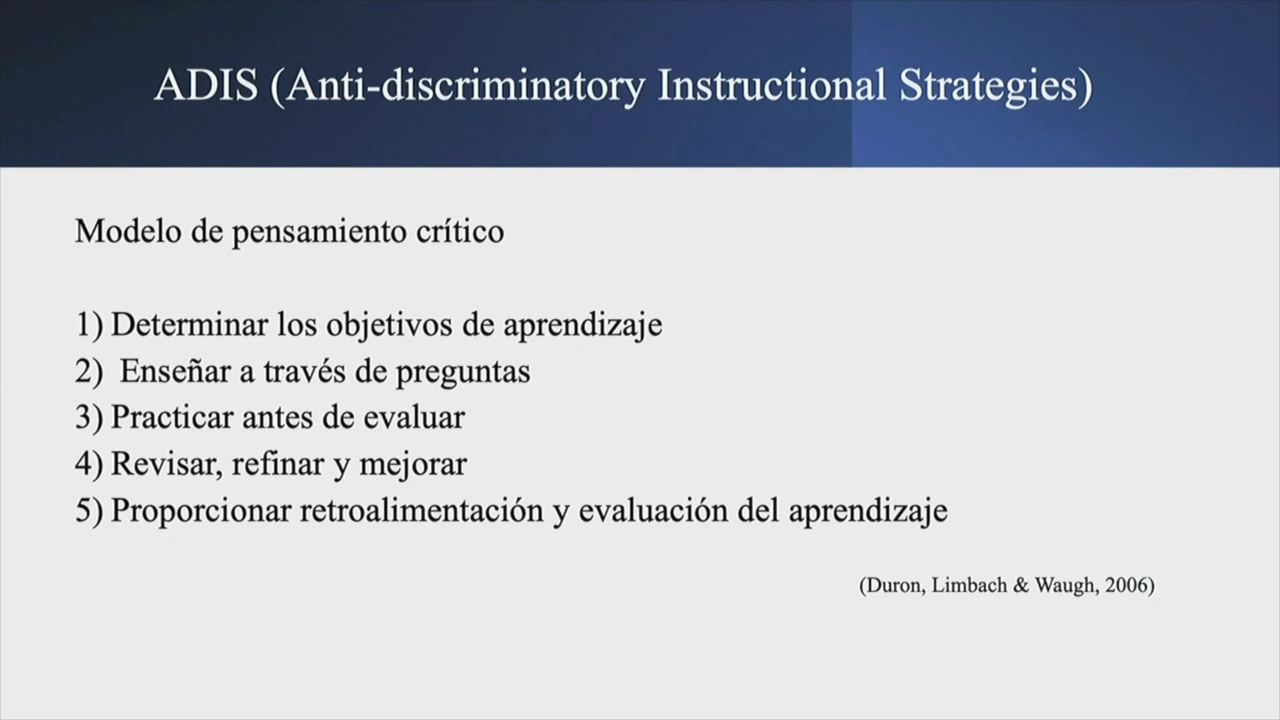 ADIS (Anti-discriminatory Instructional Strategies)
Modelo de pensamiento crítico
1) Determinar los objetivos de aprendizaje
2) Enseñar a través de preguntas
3) Practicar antes de evaluar
4) Revisar, refinar y mejorar
5) Proporcionar retroalimentación y evaluación del aprendizaje
(Duron, Limbach & Waugh, 2006)